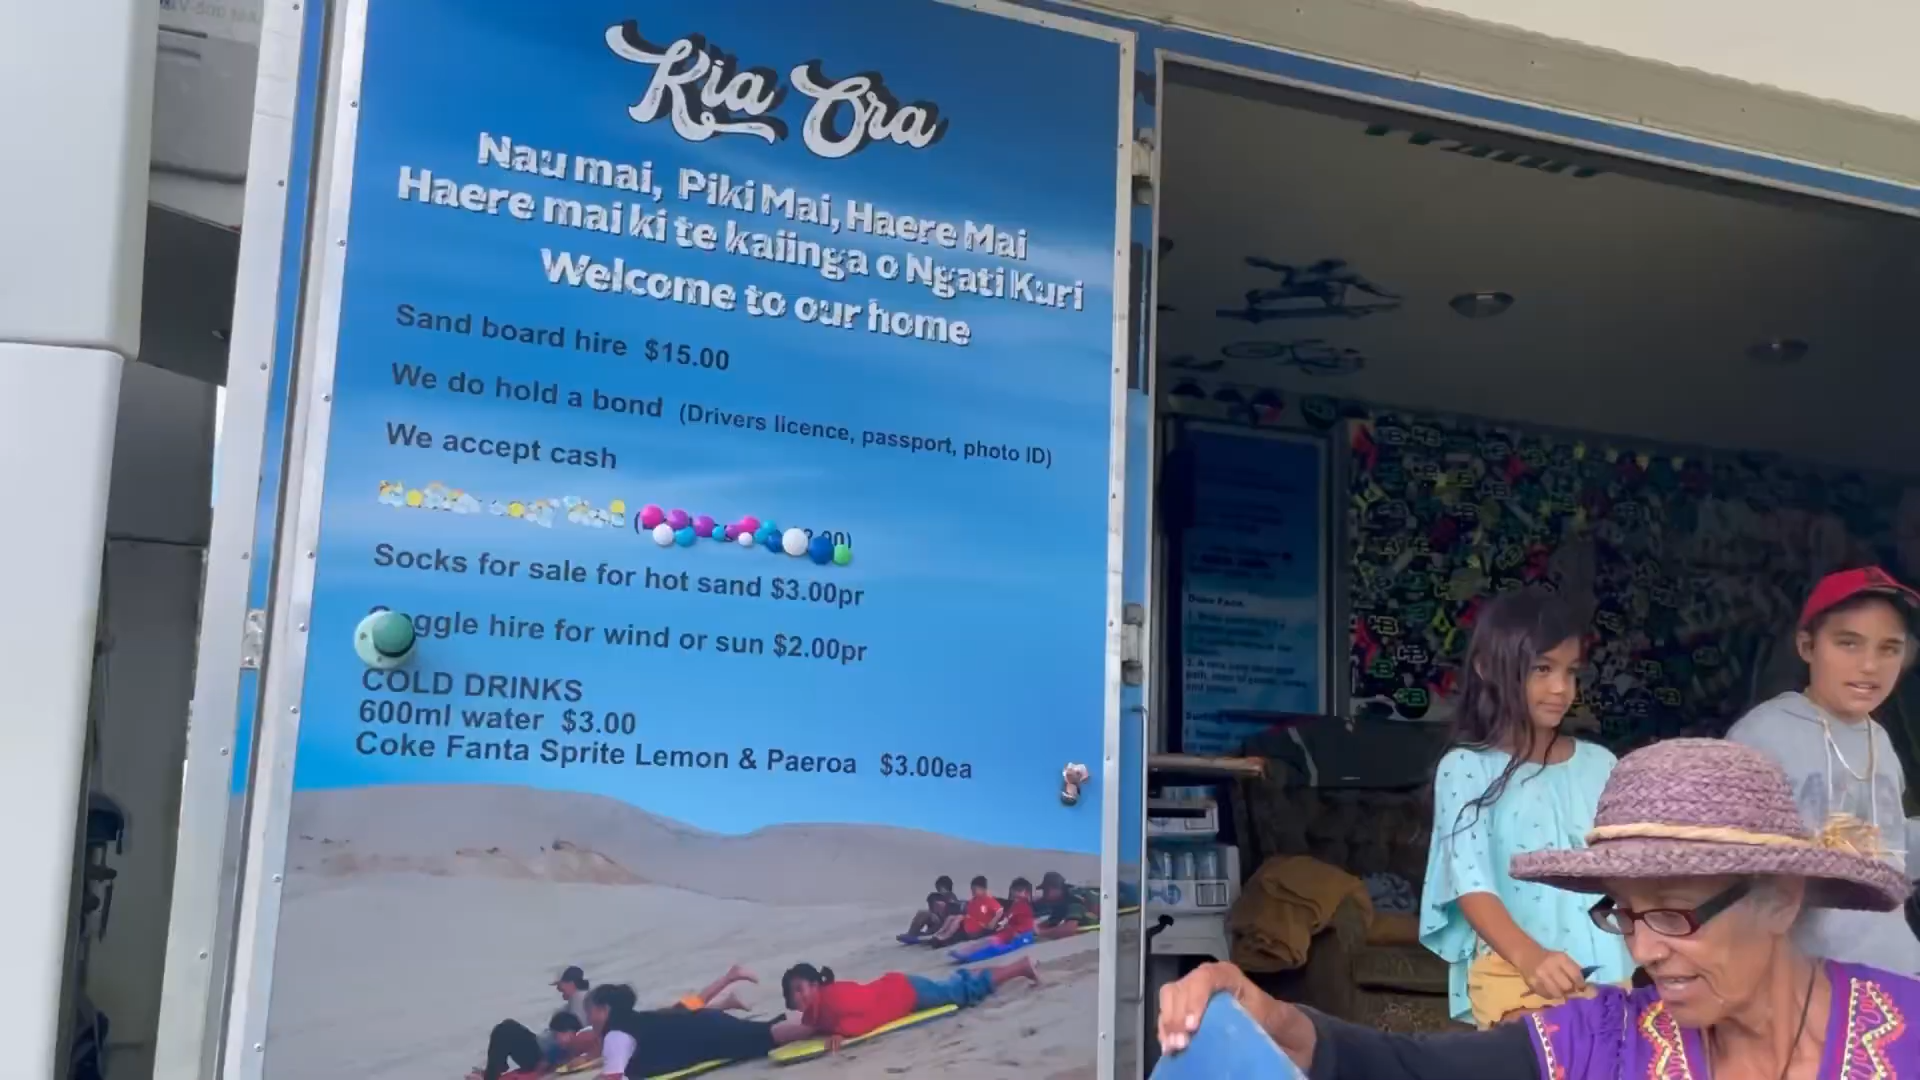 Kia Ora
Nau mai, Piki Mai, Haere Mai
Haere mai ki te kaiinga o Ngati Kuri
Welcome to our home
Sand board hire $15.00
We do hold a bond (Drivers licence, passport, photo ID)
We accept cash
Socks for sale for hot sand $3.00pr
Goggle hire for wind or sun $2.00pr
COLD DRINKS
600ml water $3.00
Coke Fanta Sprite Lemon & Paeroa $3.00ea